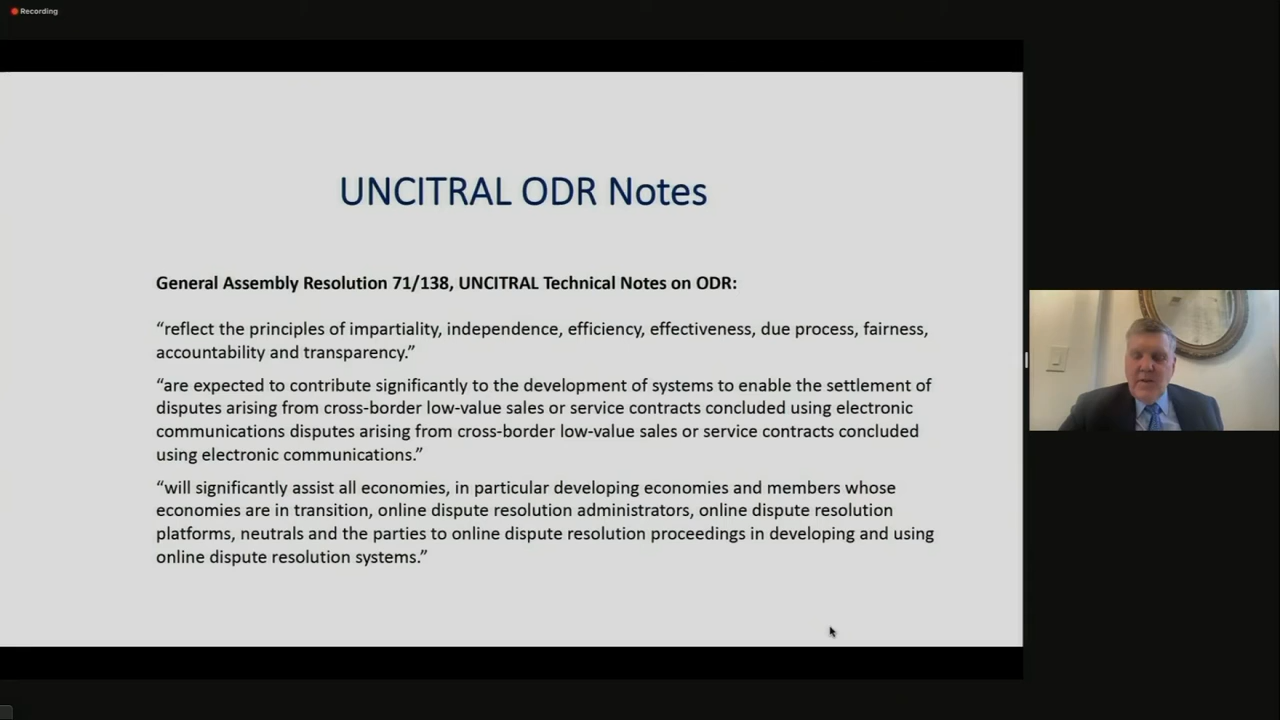 Recording
UNCITRAL ODR Notes
General Assembly Resolution 71/138, UNCITRAL Technical Notes on ODR:
“reflect the principles of impartiality, independence, efficiency, effectiveness, due process, fairness,
accountability and transparency.”
“are expected to contribute significantly to the development of systems to enable the settlement of
disputes arising from cross-border low-value sales or service contracts concluded using electronic
communications disputes arising from cross-border low-value sales or service contracts concluded
using electronic communications.”
“will significantly assist all economies, in particular developing economies and members whose
economies are in transition, online dispute resolution administrators, online dispute resolution
platforms, neutrals and the parties to online dispute resolution proceedings in developing and using
online dispute resolution systems.”